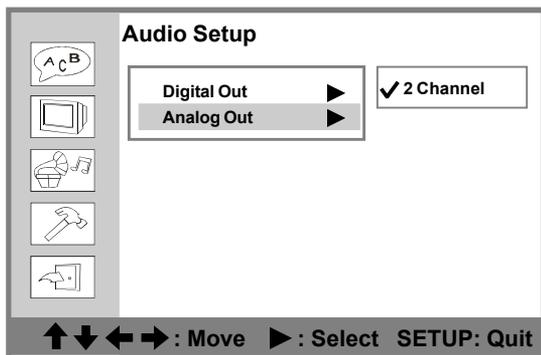 Audio Setup
A C B
Digital Out
✓ 2 Channel
Analog Out
: Move : Select SETUP: Quit